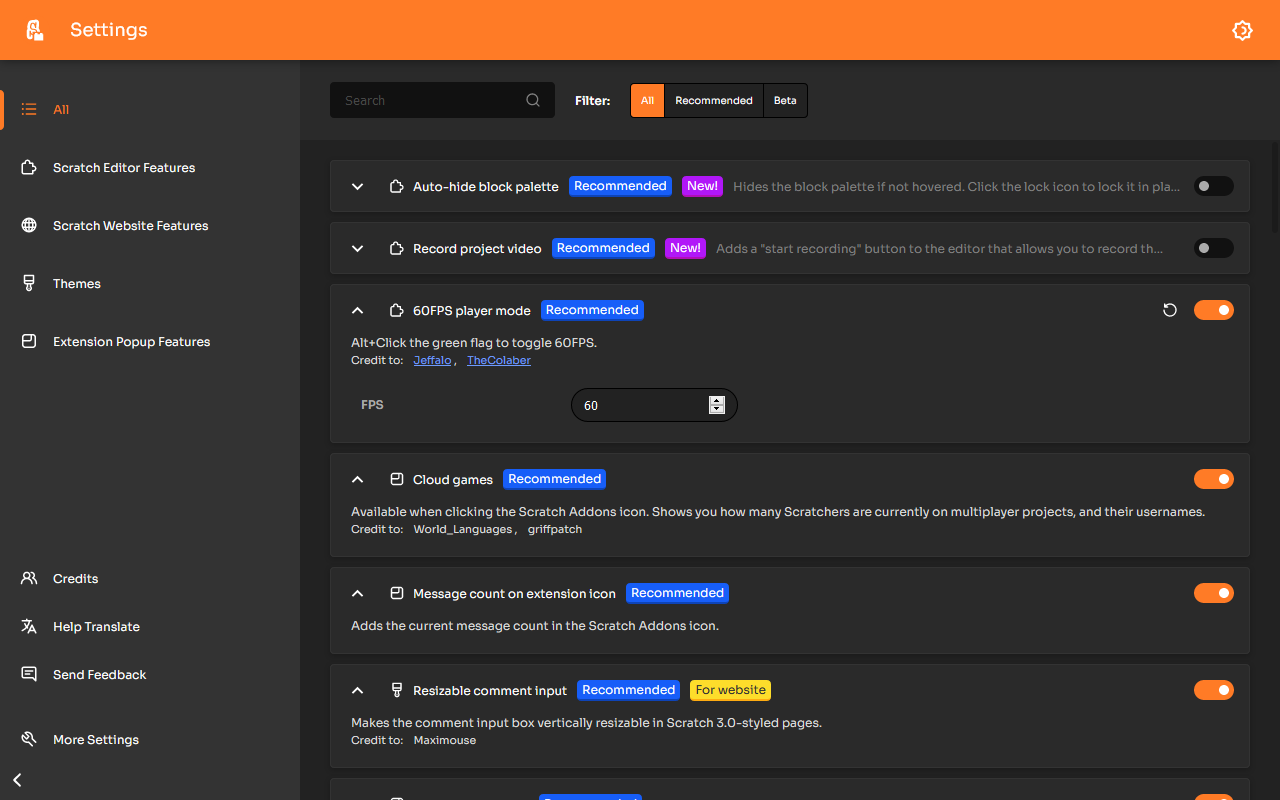 Settings
All
Scratch Editor Features
Scratch Website Features
Themes
Extension Popup Features
Credits
Help Translate
Send Feedback
More Settings
Search
Filter: All Recommended Beta
Auto-hide block palette Recommended New! Hides the block palette if not hovered. Click the lock icon to lock it in pla...
Record project video Recommended New! Adds a "start recording" button to the editor that allows you to record th...
60FPS player mode Recommended
Alt+Click the green flag to toggle 60FPS.
Credit to: Jeffalo, TheColaber
FPS 60
Cloud games Recommended
Available when clicking the Scratch Addons icon. Shows you how many Scratchers are currently on multiplayer projects, and their usernames.
Credit to: World_Languages, griffpatch
Message count on extension icon Recommended
Adds the current message count in the Scratch Addons icon.
Resizable comment input Recommended For website
Makes the comment input box vertically resizable in Scratch 3.0-styled pages.
Credit to: Maximouse